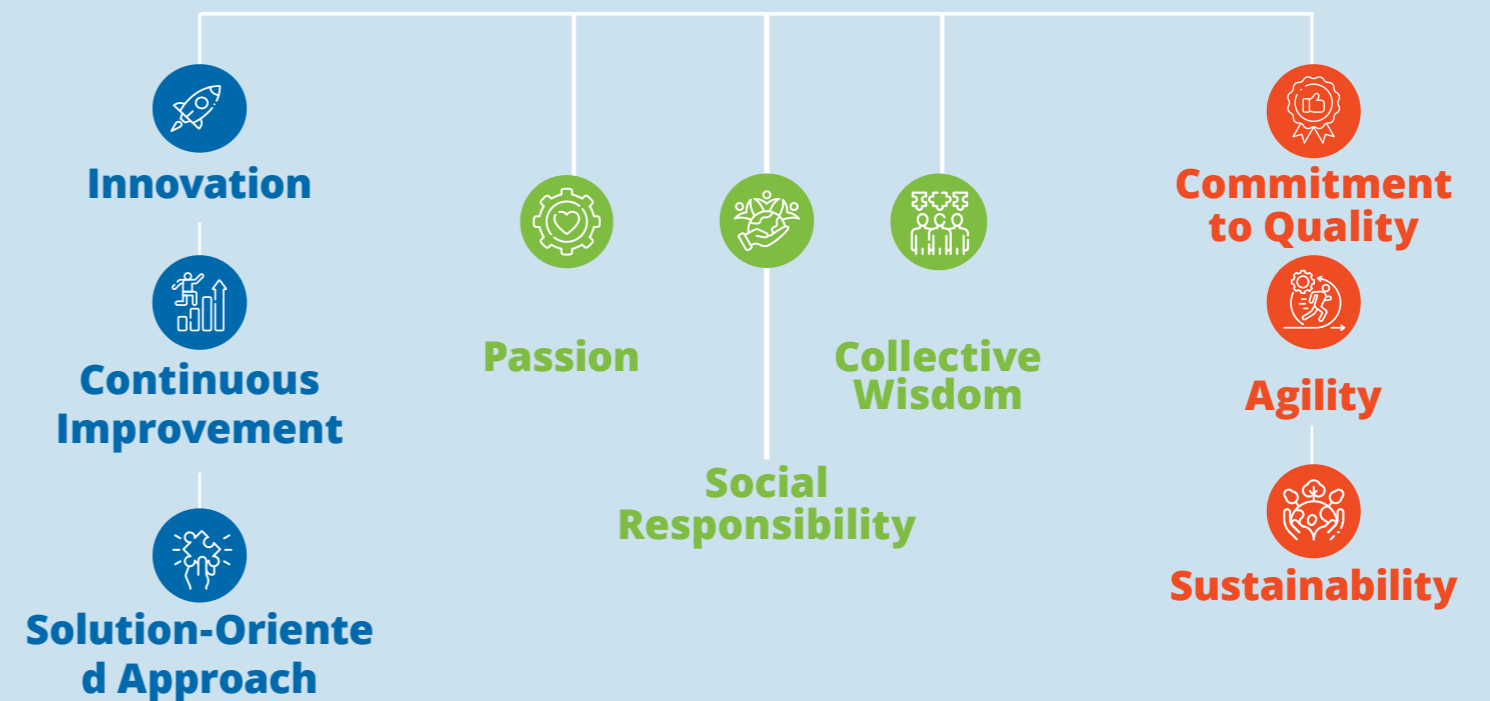 Innovation
Continuous
Improvement
Solution-Oriente
d Approach
Passion
Social
Responsibility
Collective
Wisdom
Commitment
to Quality
Agility
Sustainability